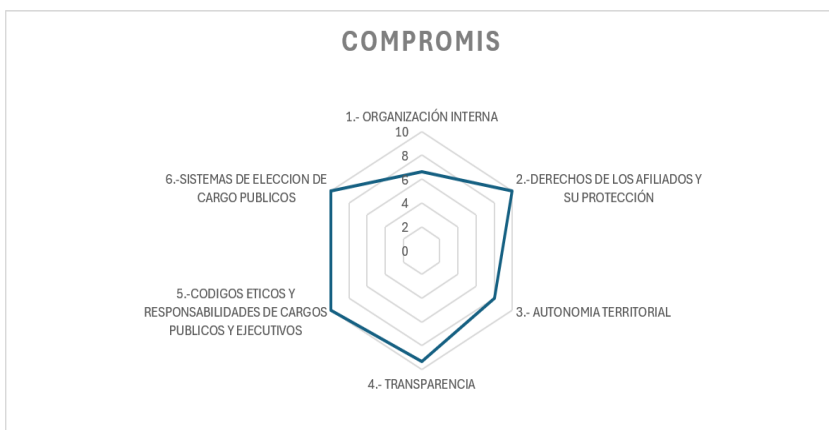 COMPROMIS
1.- ORGANIZACIÓN INTERNA
10
8
6
4
2
0
2.-DERECHOS DE LOS AFILIADOS Y
SU PROTECCIÓN
3.- AUTONOMIA TERRITORIAL
4.- TRANSPARENCIA
5.-CODIGOS ETICOS Y
RESPONSABILIDADES DE CARGOS
PUBLICOS Y EJECUTIVOS
6.-SISTEMAS DE ELECCION DE
CARGO PUBLICOS